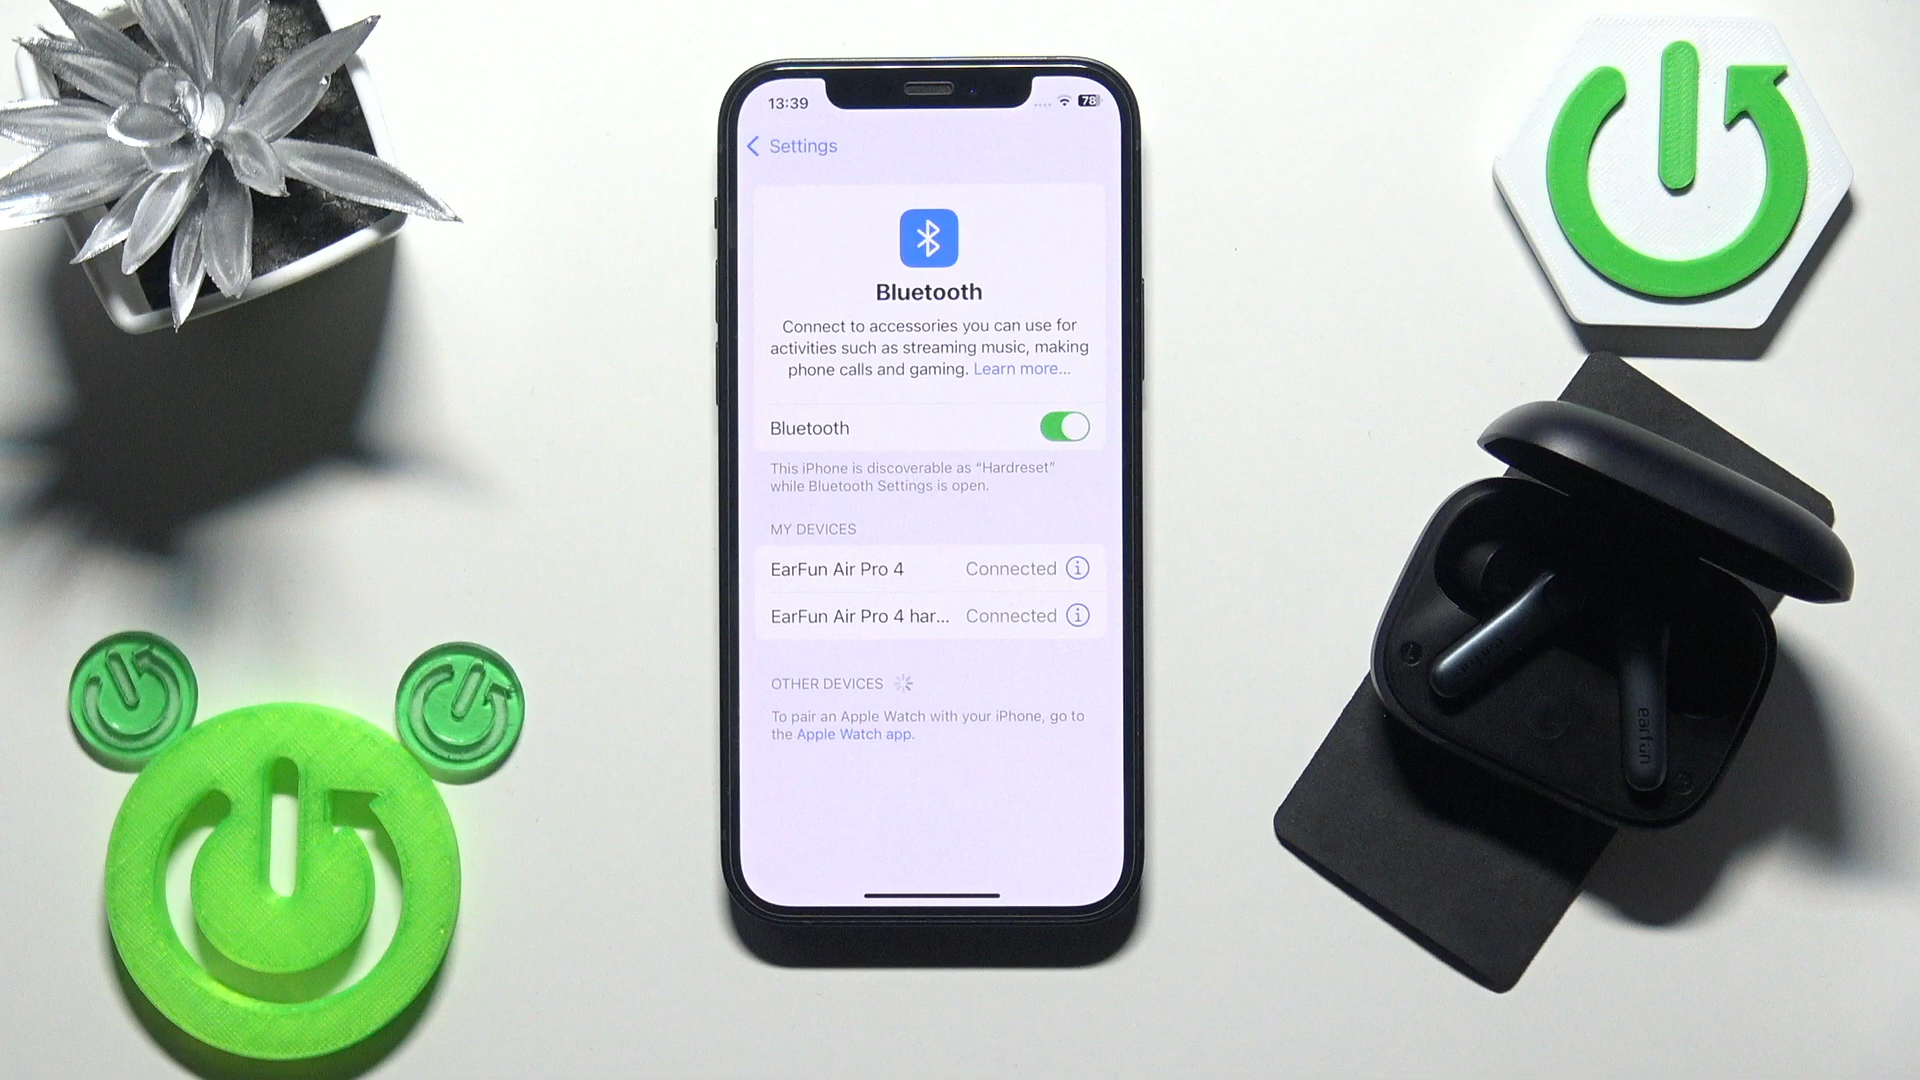 13:39
78
Settings
Bluetooth
Connect to accessories you can use for
activities such as streaming music, making
phone calls and gaming. Learn more...
Bluetooth
This iPhone is discoverable as “Hardreset”
while Bluetooth Settings is open.
MY DEVICES
EarFun Air Pro 4 Connected
EarFun Air Pro 4 har... Connected
OTHER DEVICES
To pair an Apple Watch with your iPhone, go to
the Apple Watch app.
earfun
earfun